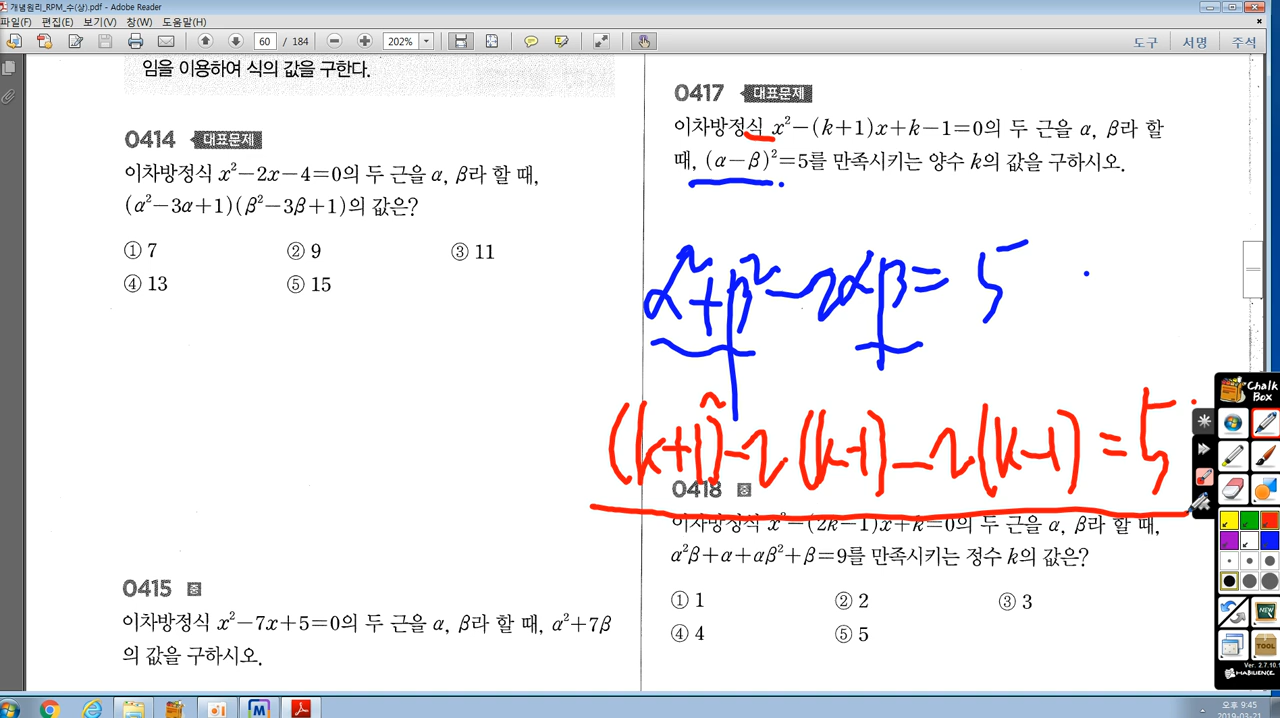 개념원리_RPM_수(상).pdf - Adobe Reader
파일(F) 편집(E) 보기(V) 창(W) 도움말(H)
60 / 184 202% 도구 서명 주석
임을 이용하여 식의 값을 구한다.
0414 대표문제
이차방정식 x²-2x-4=0의 두 근을 α, β라 할 때,
(α²-3α+1)(β²-3β+1)의 값은?
① 7 ② 9 ③ 11
④ 13 ⑤ 15
0415 중
이차방정식 x²-7x+5=0의 두 근을 α, β라 할 때, α²+7β
의 값을 구하시오.
0417 대표문제
이차방정식 x²-(k+1)x+k-1=0의 두 근을 α, β라 할
때, (α-β)²=5를 만족시키는 양수 k의 값을 구하시오.
α²+β²-2αβ=5
(k+1)²-2(k-1)-2(k-1)=5
0418 중
이차방정식 x²-(2k-1)x+k=0의 두 근을 α, β라 할 때,
α²β+α+αβ²+β=9를 만족시키는 정수 k의 값은?
① 1 ② 2 ③ 3
④ 4 ⑤ 5
Chalk
Box
NEW
TOOL
Ver. 2.7.10.1
오후 9:45
2019-03-21